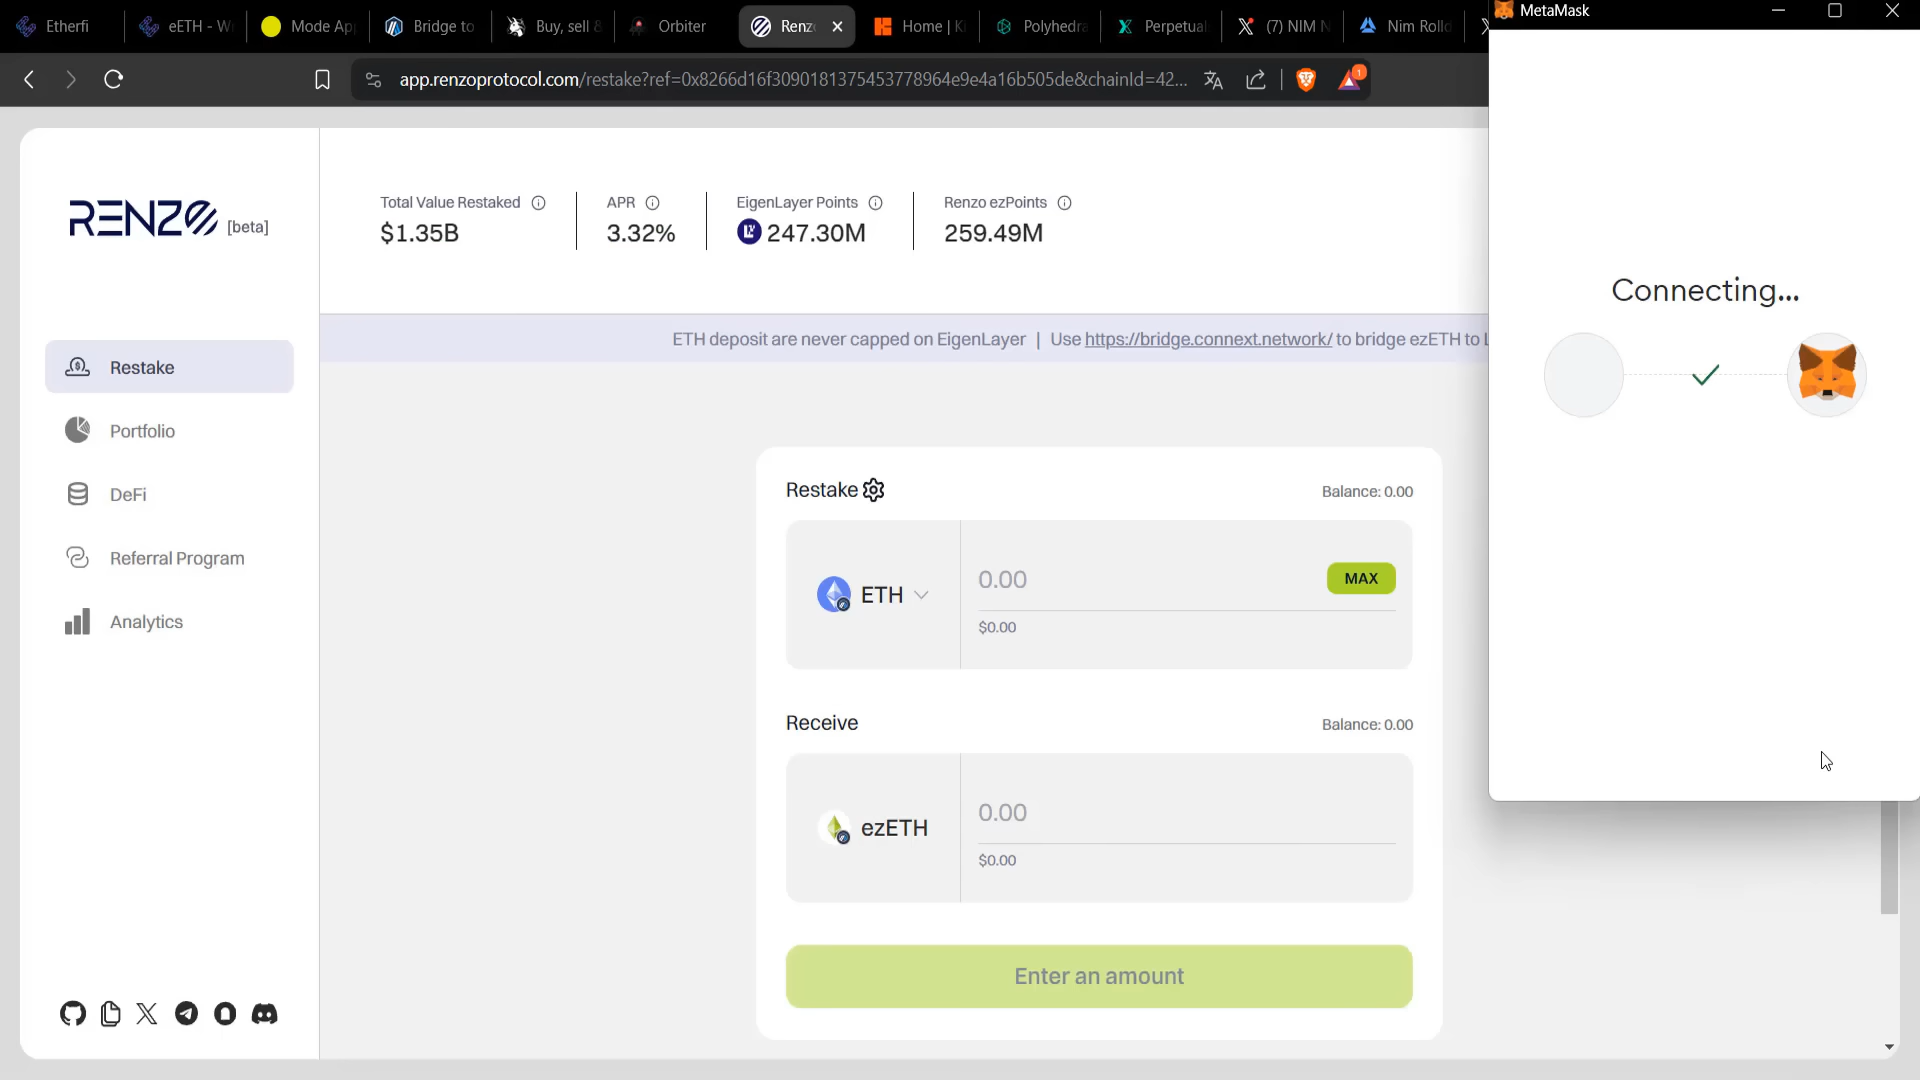 Etherfi
eETH - W
Mode Ap
Bridge to
Buy, sell &
Orbiter
Renz
Home | K
Polyhedra
Perpetual
(7) NIM N
Nim Rollo
MetaMask
app.renzoprotocol.com/restake?ref=0x8266d16f3090181375453778964e9e4a16b505de&chainId=42...
1
RENZO [beta]
Total Value Restaked
$1.35B
APR
3.32%
EigenLayer Points
247.30M
Renzo ezPoints
259.49M
ETH deposit are never capped on EigenLayer | Use https://bridge.connext.network/ to bridge ezETH to L
Connecting...
Restake
Portfolio
DeFi
Referral Program
Analytics
Restake
Balance: 0.00
ETH
0.00
MAX
$0.00
Receive
Balance: 0.00
ezETH
0.00
$0.00
Enter an amount